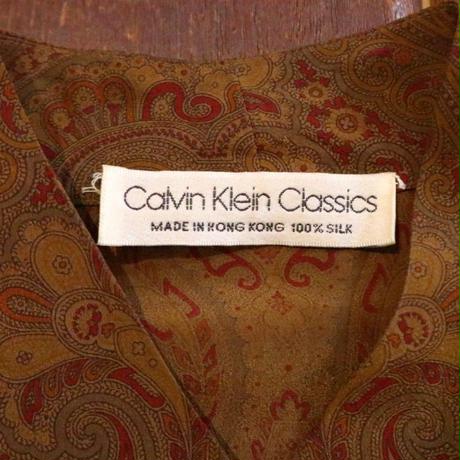 Calvin Klein Classics
MADE IN HONG KONG 100% SILK